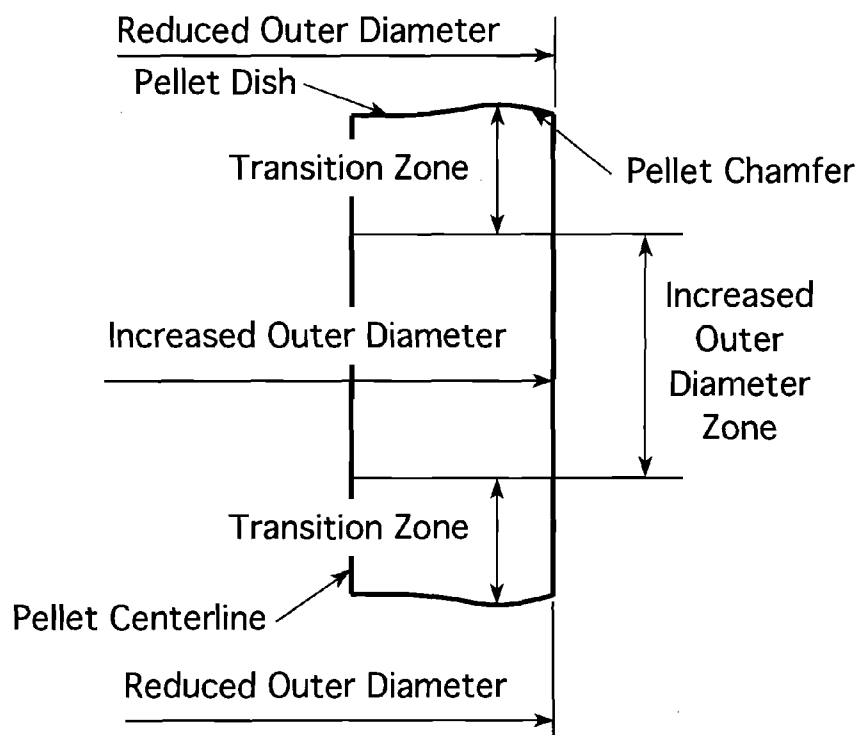 Reduced Outer Diameter
Pellet Dish
Transition Zone
Pellet Chamfer
Increased Outer Diameter
Increased
Outer
Diameter
Zone
Transition Zone
Pellet Centerline
Reduced Outer Diameter